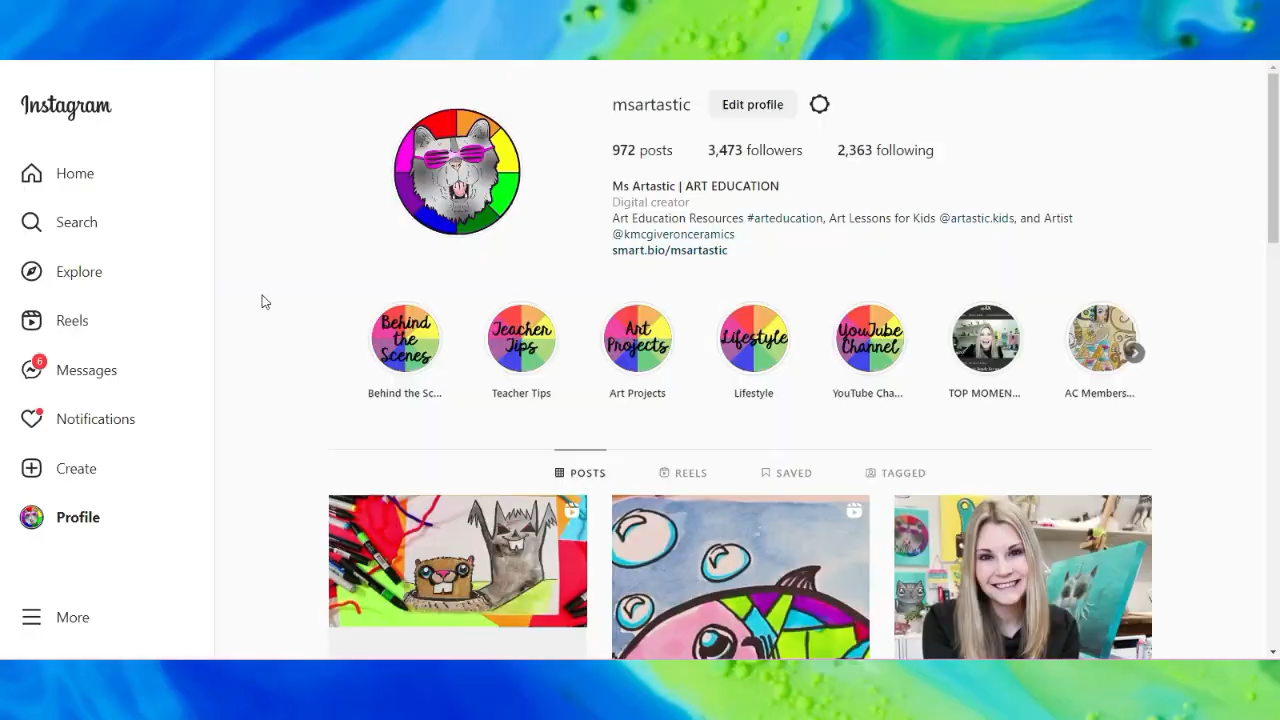 Instagram
Home
Search
Explore
Reels
6
Messages
Notifications
Create
Profile
More
msartastic
Edit profile
972 posts
3,473 followers
2,363 following
Ms Artastic | ART EDUCATION
Digital creator
Art Education Resources #arteducation, Art Lessons for Kids @artastic.kids, and Artist
@kmcgiveronceramics
smart.bio/msartastic
Behind
the
Scenes
Teacher
Tips
Art
Projects
Lifestyle
YouTube
Channel
Behind the Sc...
Teacher Tips
Art Projects
Lifestyle
YouTube Cha...
TOP MOMEN...
AC Members...
POSTS
REELS
SAVED
TAGGED